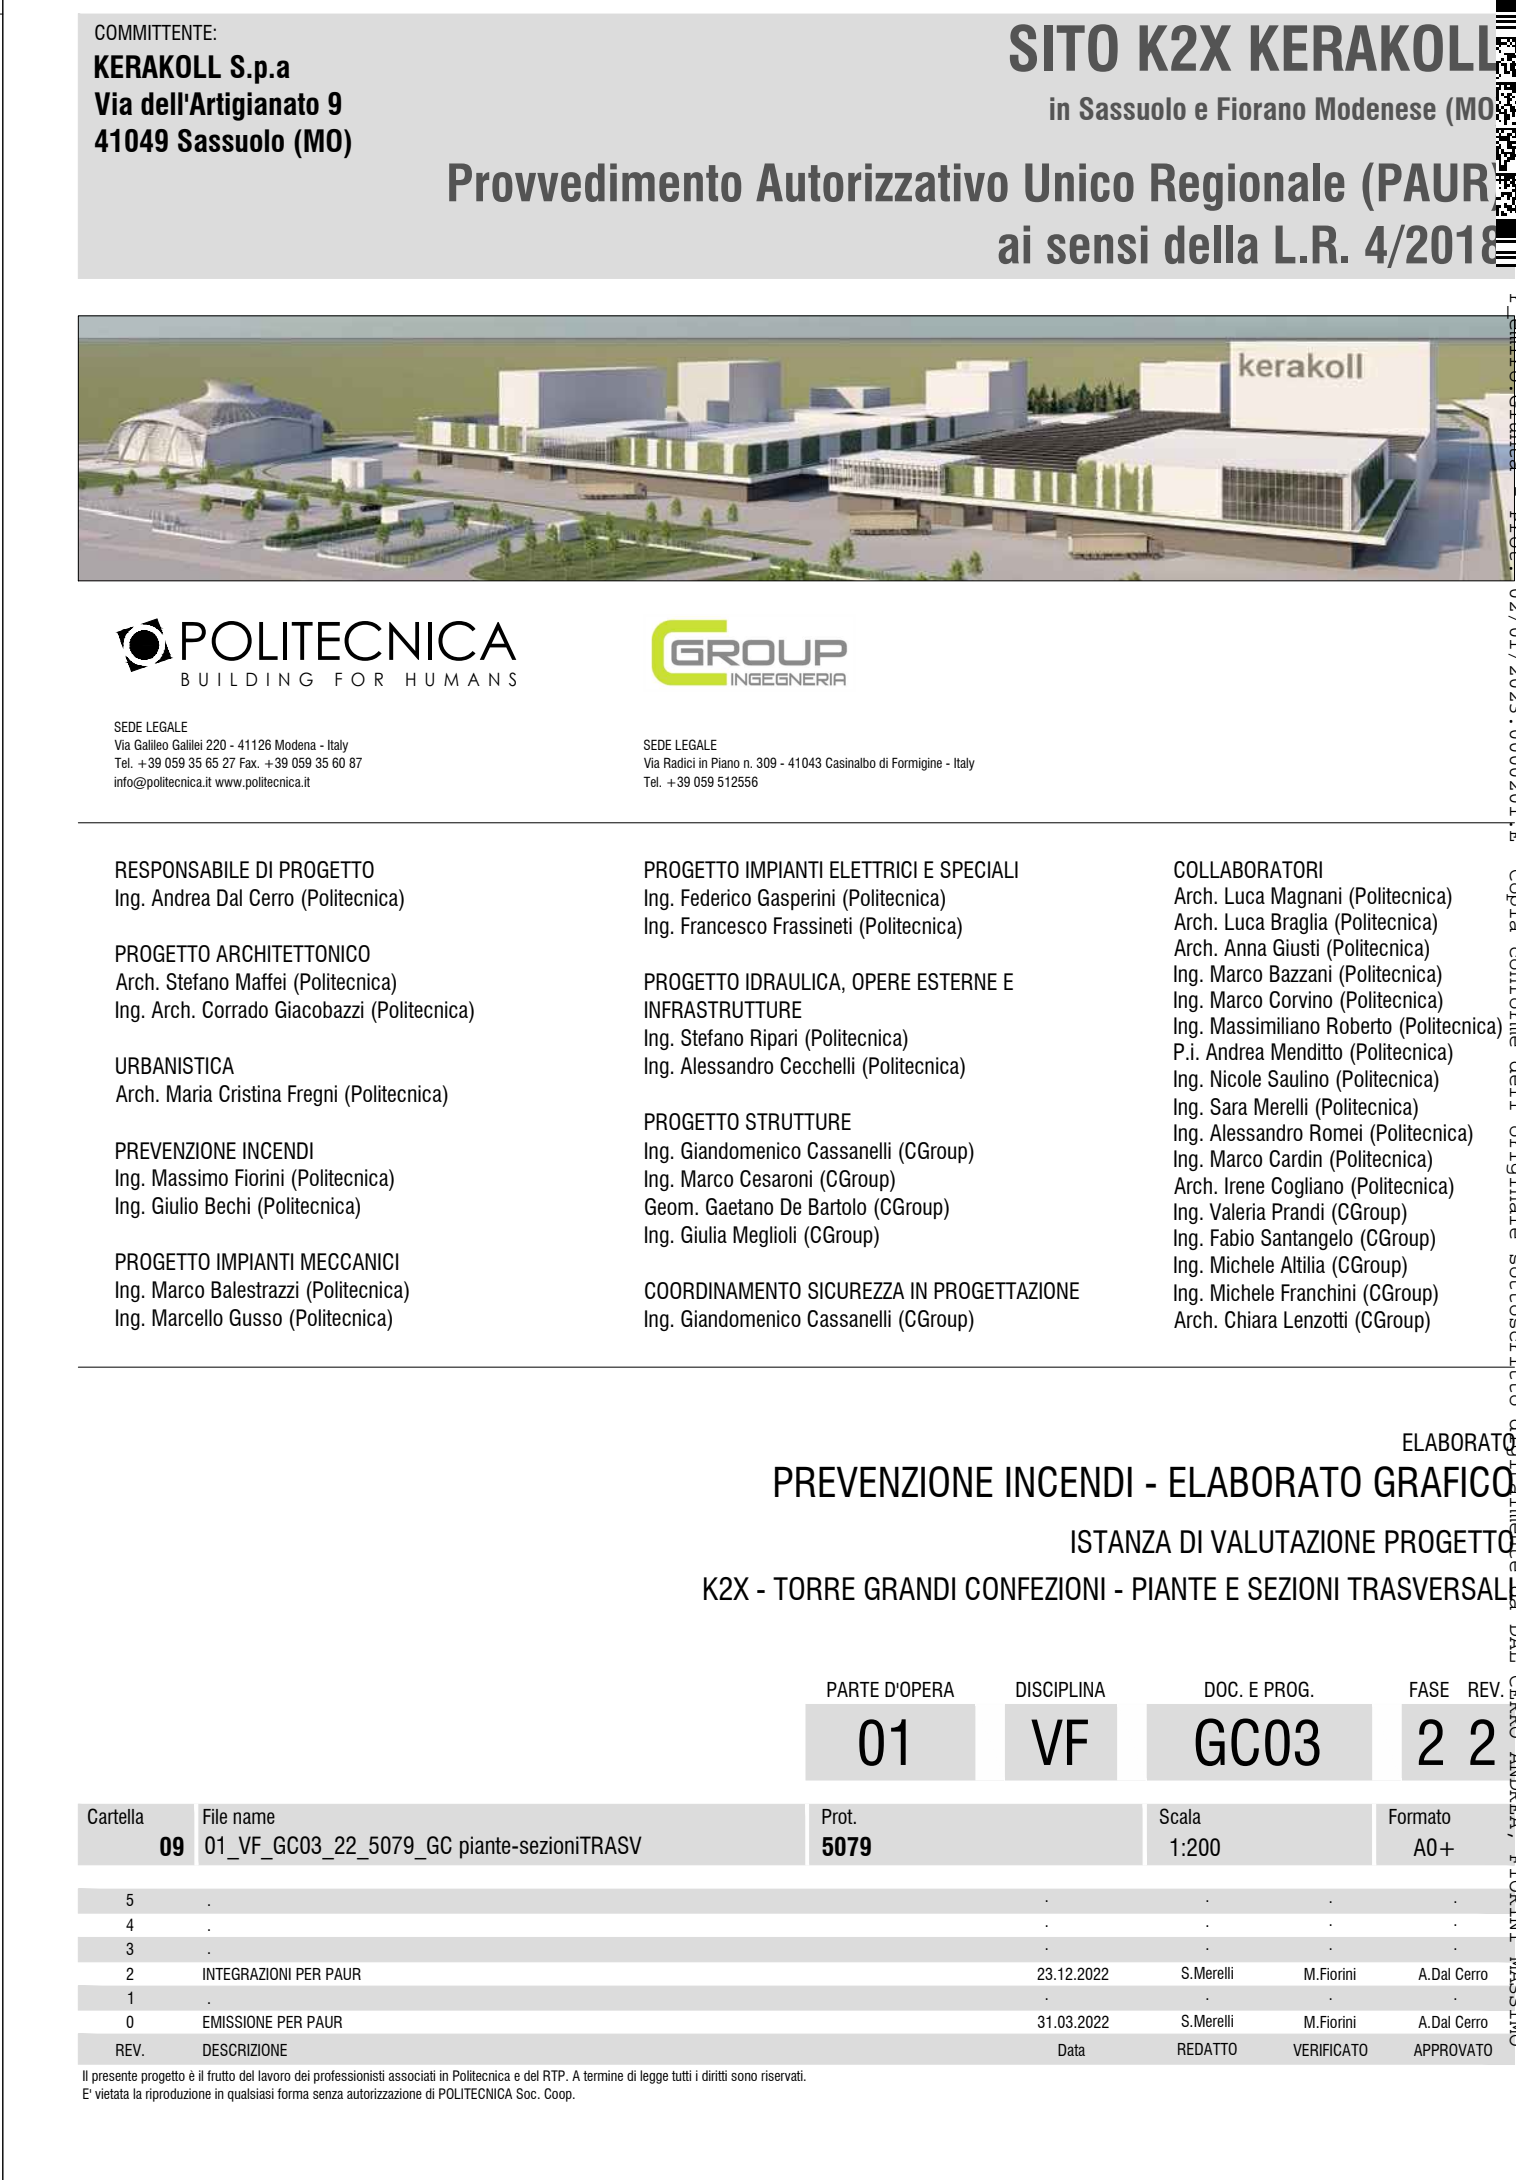 COMMITTENTE:
KERAKOLL S.p.a
Via dell'Artigianato 9
41049 Sassuolo (MO)
SITO K2X KERAKOLL
in Sassuolo e Fiorano Modenese (MO
Provvedimento Autorizzativo Unico Regionale (PAUR)
ai sensi della L.R. 4/2018
kerakoll
POLITECNICA
BUILDING FOR HUMANS
SEDE LEGALE
Via Galileo Galilei 220 - 41126 Modena - Italy
Tel. +39 059 35 65 27 Fax. +39 059 35 60 87
info@politecnica.it www.politecnica.it
GROUP
INGEGNERIA
SEDE LEGALE
Via Radici in Piano n. 309 - 41043 Casinalbo di Formigine - Italy
Tel. +39 059 512556
RESPONSABILE DI PROGETTO
Ing. Andrea Dal Cerro (Politecnica)
PROGETTO ARCHITETTONICO
Arch. Stefano Maffei (Politecnica)
Ing. Arch. Corrado Giacobazzi (Politecnica)
URBANISTICA
Arch. Maria Cristina Fregni (Politecnica)
PREVENZIONE INCENDI
Ing. Massimo Fiorini (Politecnica)
Ing. Giulio Bechi (Politecnica)
PROGETTO IMPIANTI MECCANICI
Ing. Marco Balestrazzi (Politecnica)
Ing. Marcello Gusso (Politecnica)
PROGETTO IMPIANTI ELETTRICI E SPECIALI
Ing. Federico Gasperini (Politecnica)
Ing. Francesco Frassineti (Politecnica)
PROGETTO IDRAULICA, OPERE ESTERNE E
INFRASTRUTTURE
Ing. Stefano Ripari (Politecnica)
Ing. Alessandro Cecchelli (Politecnica)
PROGETTO STRUTTURE
Ing. Giandomenico Cassanelli (CGroup)
Ing. Marco Cesaroni (CGroup)
Geom. Gaetano De Bartolo (CGroup)
Ing. Giulia Meglioli (CGroup)
COORDINAMENTO SICUREZZA IN PROGETTAZIONE
Ing. Giandomenico Cassanelli (CGroup)
COLLABORATORI
Arch. Luca Magnani (Politecnica)
Arch. Luca Braglia (Politecnica)
Arch. Anna Giusti (Politecnica)
Ing. Marco Bazzani (Politecnica)
Ing. Marco Corvino (Politecnica)
Ing. Massimiliano Roberto (Politecnica)
P.i. Andrea Menditto (Politecnica)
Ing. Nicole Saulino (Politecnica)
Ing. Sara Merelli (Politecnica)
Ing. Alessandro Romei (Politecnica)
Ing. Marco Cardin (Politecnica)
Arch. Irene Cogliano (Politecnica)
Ing. Valeria Prandi (CGroup)
Ing. Fabio Santangelo (CGroup)
Ing. Michele Altilia (CGroup)
Ing. Michele Franchini (CGroup)
Arch. Chiara Lenzotti (CGroup)
ELABORATO
PREVENZIONE INCENDI - ELABORATO GRAFICO
ISTANZA DI VALUTAZIONE PROGETTO
K2X - TORRE GRANDI CONFEZIONI - PIANTE E SEZIONI TRASVERSALI
PARTE D'OPERA DISCIPLINA DOC. E PROG. FASE REV.
01 VF GC03 2 2
Cartella File name Prot. Scala Formato
09 01_VF_GC03_22_5079_GC piante-sezioniTRASV 5079 1:200 A0+
5 . . . . .
4 . . . . .
3 . . . . .
2 INTEGRAZIONI PER PAUR 23.12.2022 S.Merelli M.Fiorini A.Dal Cerro
1 . . . . .
0 EMISSIONE PER PAUR 31.03.2022 S.Merelli M.Fiorini A.Dal Cerro
REV. DESCRIZIONE Data REDATTO VERIFICATO APPROVATO
Il presente progetto è il frutto del lavoro dei professionisti associati in Politecnica e del RTP. A termine di legge tutti i diritti sono riservati.
E' vietata la riproduzione in qualsiasi forma senza autorizzazione di POLITECNICA Soc. Coop.